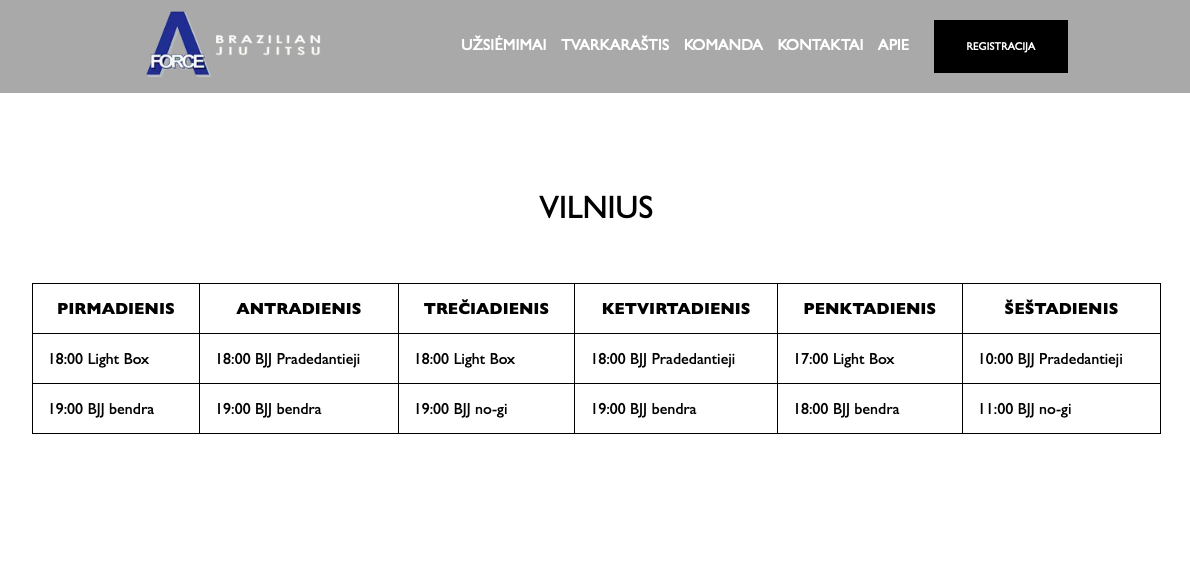 FORCE
BRAZILIAN
JIU JITSU
UŽSIĖMIMAI TVARKARAŠTIS KOMANDA KONTAKTAI APIE REGISTRACIJA
VILNIUS
PIRMADIENIS ANTRADIENIS TREČIADIENIS KETVIRTADIENIS PENKTADIENIS ŠEŠTADIENIS
18:00 Light Box 18:00 BJJ Pradedantieji 18:00 Light Box 18:00 BJJ Pradedantieji 17:00 Light Box 10:00 BJJ Pradedantieji
19:00 BJJ bendra 19:00 BJJ bendra 19:00 BJJ no-gi 19:00 BJJ bendra 18:00 BJJ bendra 11:00 BJJ no-gi